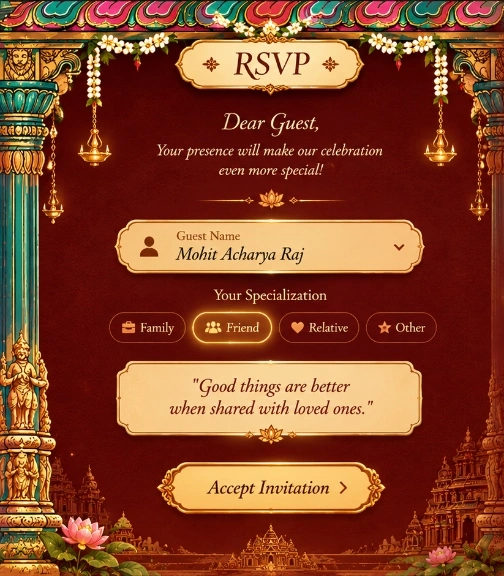 RSVP
Dear Guest,
Your presence will make our celebration
even more special!
Guest Name
Mohit Acharya Raj
Your Specialization
Family
Friend
Relative
Other
"Good things are better
when shared with loved ones."
Accept Invitation